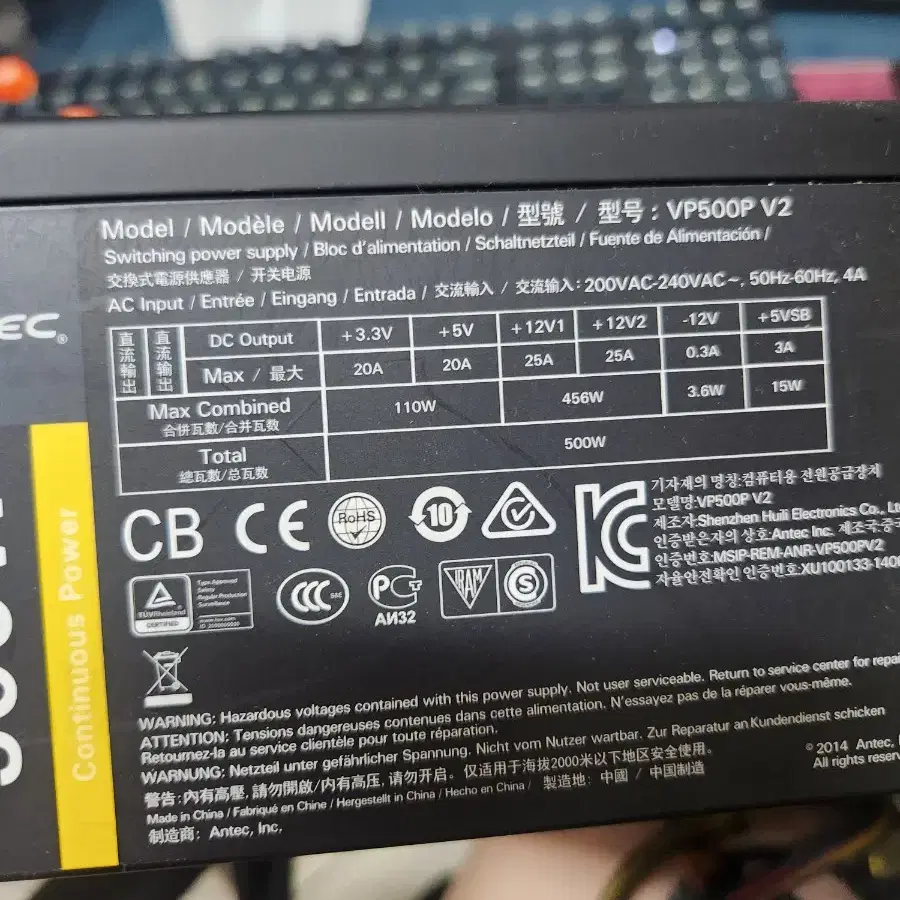 EC®
Continuous Power
Model / Modèle / Modell / Modelo / 型號 / 型号 : VP500P V2
Switching power supply / Bloc d'alimentation / Schaltnetzteil / Fuente de Alimentación /
交換式電源供應器 / 开关电源
AC Input / Entrée / Eingang / Entrada / 交流輸入 / 交流输入 : 200VAC-240VAC~, 50Hz-60Hz, 4A
直流輸出 直流输出 DC Output +3.3V +5V +12V1 +12V2 -12V +5VSB
Max / 最大 20A 20A 25A 25A 0.3A 3A
Max Combined 110W 456W 3.6W 15W
合併瓦數/合并瓦数
Total 500W
總瓦數/总瓦数
CB CE RoHS 10
기자재의 명칭:컴퓨터용 전원공급장치
모델명:VP500P V2
제조자:Shenzhen Huili Electronics Co., Lt
인증받은자의 상호:Antec Inc. 제조국:중국
인증번호:MSIP-REM-ANR-VP500PV2
자율안전확인 인증번호:XU100133-140
TÜVRheinland
CERTIFIED
Type Approved
Safety
Regular Production
Surveillance
www.tuv.com
CCC S&E
АИ32
IRAM S
WARNING: Hazardous voltages contained with this power supply. Not user serviceable. Return to service center for repai
ATTENTION: Tensions dangereuses contenues dans cette alimentation. N'essayez pas de la réparer vous-même.
Retournez-la au service clientèle pour toute réparation.
WARNUNG: Netzteil unter gefährlicher Spannung. Nicht vom Nutzer wartbar. Zur Reparatur an Kundendienst schicken
警告:內有高壓,請勿開啟/内有高压,请勿开启。仅适用于海拔2000米以下地区安全使用。
Made in China / Fabriqué en Chine / Hergestellt in China / Hecho en China / 製造地: 中國 / 中国制造
制造商: Antec, Inc.
© 2014 Antec, I
All rights reserv